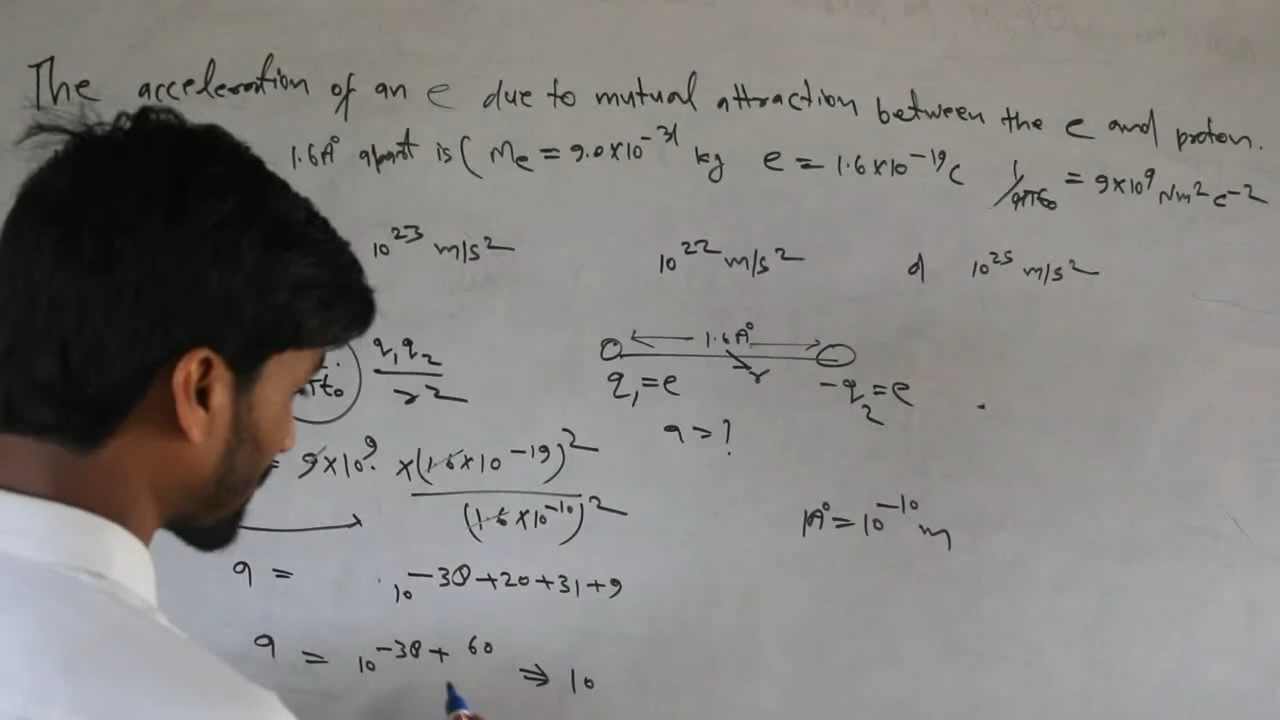 The acceleration of an e due to mutual attraction between the e and proton.
1.6A° apart is ( Me = 9.0×10⁻³¹ kg e = 1.6×10⁻¹⁹C 1/4πε₀ = 9×10⁹ Nm² c⁻²
10²³ m/s² 10²² m/s² d 10²⁵ m/s²
q₁q₂ / r²
1.6A°
r
q₁ = e -q₂ = e
a = ?
= 9×10⁹ × (1.6×10⁻¹⁹)² / (1.6×10⁻¹⁰)²
1A° = 10⁻¹⁰ m
a = 10⁻³⁸⁺²⁰⁺³¹⁺⁹
a = 10⁻³⁸⁺⁶⁰ ⇒ 10